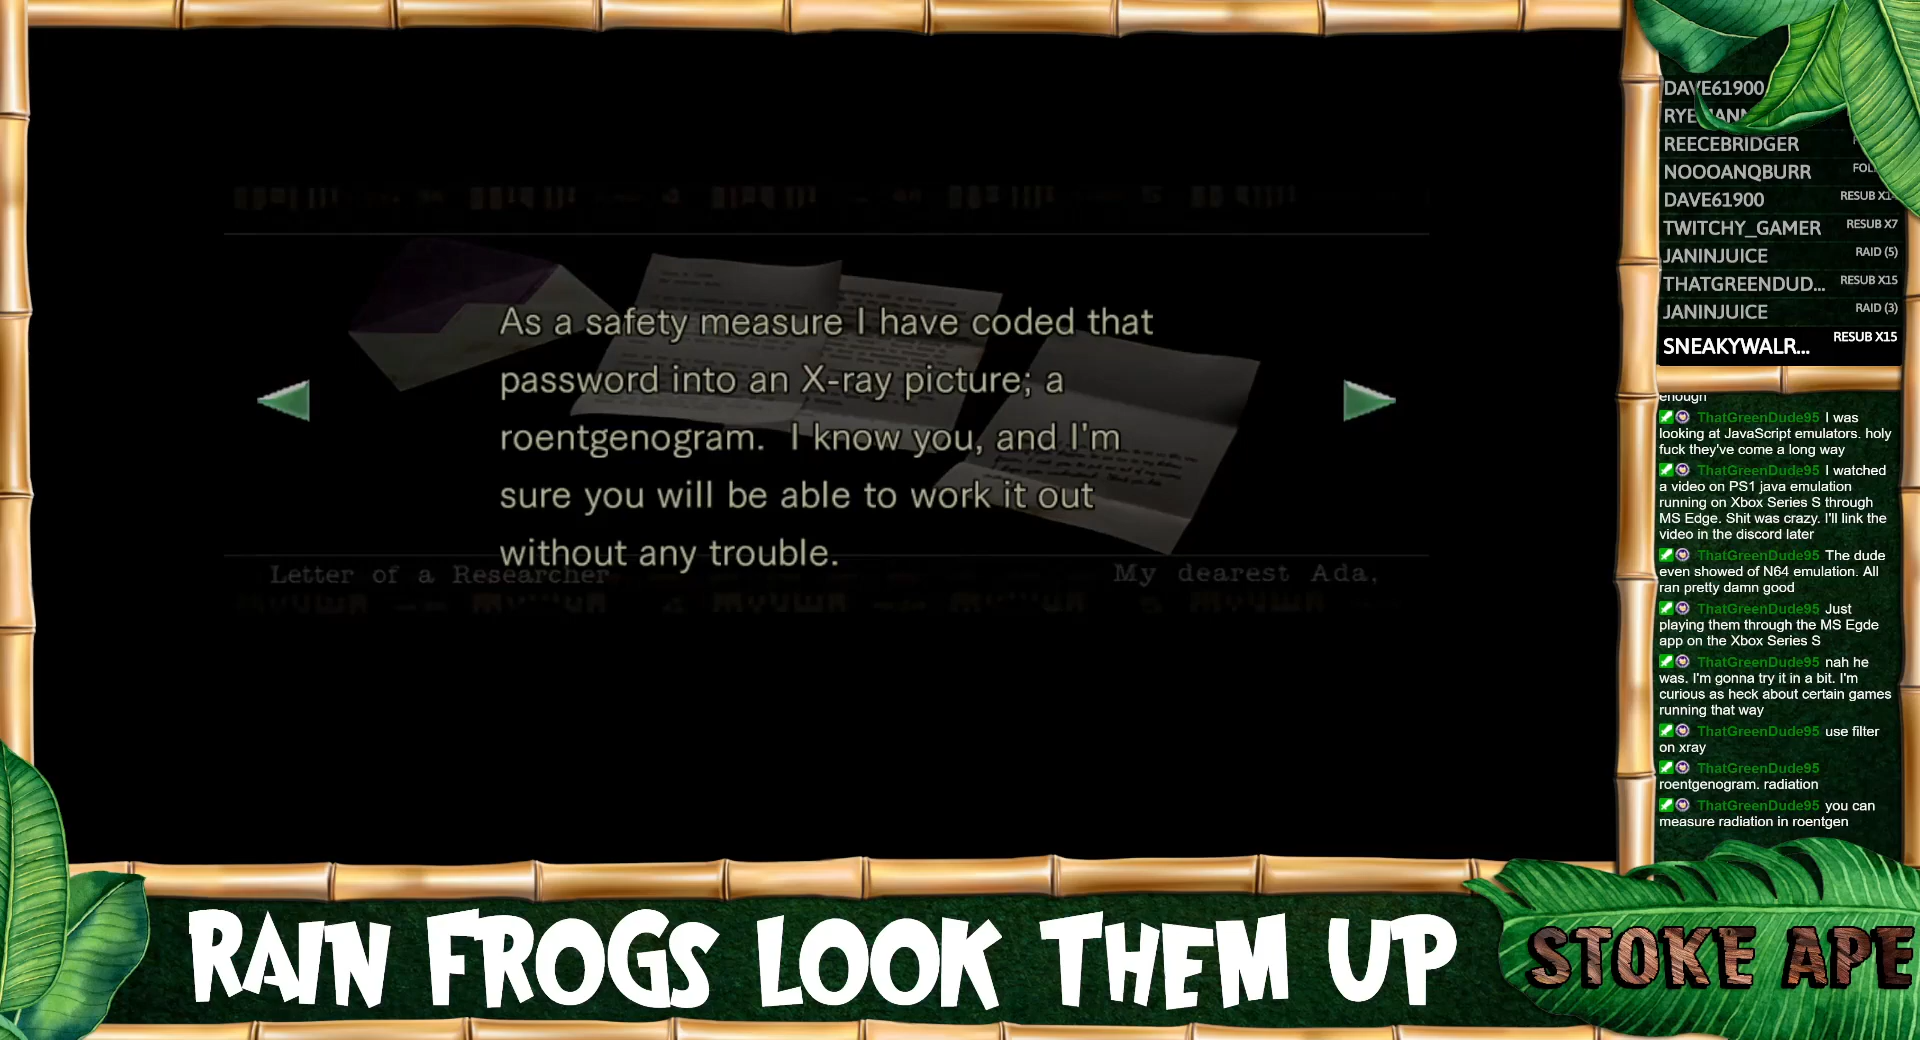 As a safety measure I have coded that
password into an X-ray picture; a
roentgenogram. I know you, and I'm
sure you will be able to work it out
without any trouble.
Letter of a Researcher
My dearest Ada,
DAVE61900
REECEBRIDGER
NOOOANQBURR
DAVE61900
TWITCHY_GAMER RESUB X7
JANINJUICE RAID (5)
THATGREENDUD... RESUB X15
JANINJUICE RAID (3)
SNEAKYWALR... RESUB X15
enough
ThatGreenDude95 I was
looking at JavaScript emulators. holy
fuck they've come a long way
ThatGreenDude95 I watched
a video on PS1 java emulation
running on Xbox Series S through
MS Edge. Shit was crazy. I'll link the
video in the discord later
ThatGreenDude95 The dude
even showed of N64 emulation. All
ran pretty damn good
ThatGreenDude95 Just
playing them through the MS Egde
app on the Xbox Series S
ThatGreenDude95 nah he
was. I'm gonna try it in a bit. I'm
curious as heck about certain games
running that way
ThatGreenDude95 use filter
on xray
ThatGreenDude95
roentgenogram. radiation
ThatGreenDude95 you can
measure radiation in roentgen
RAIN FROGS LOOK THEM UP
STOKE APE